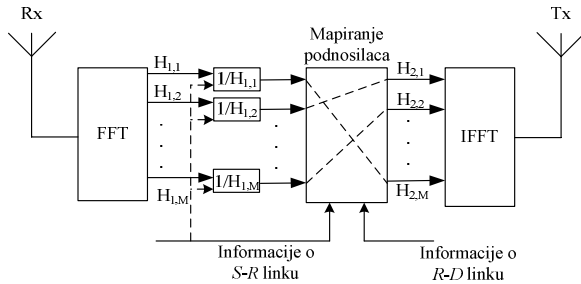 Rx
Tx
Mapiranje
podnosilaca
H1,1
1/H1,1
H2,1
H1,2
1/H1,2
H2,2
FFT
IFFT
.
.
.
.
.
.
.
.
.
H1,M
1/H1,M
H2,M
Informacije o
S-R linku
Informacije o
R-D linku